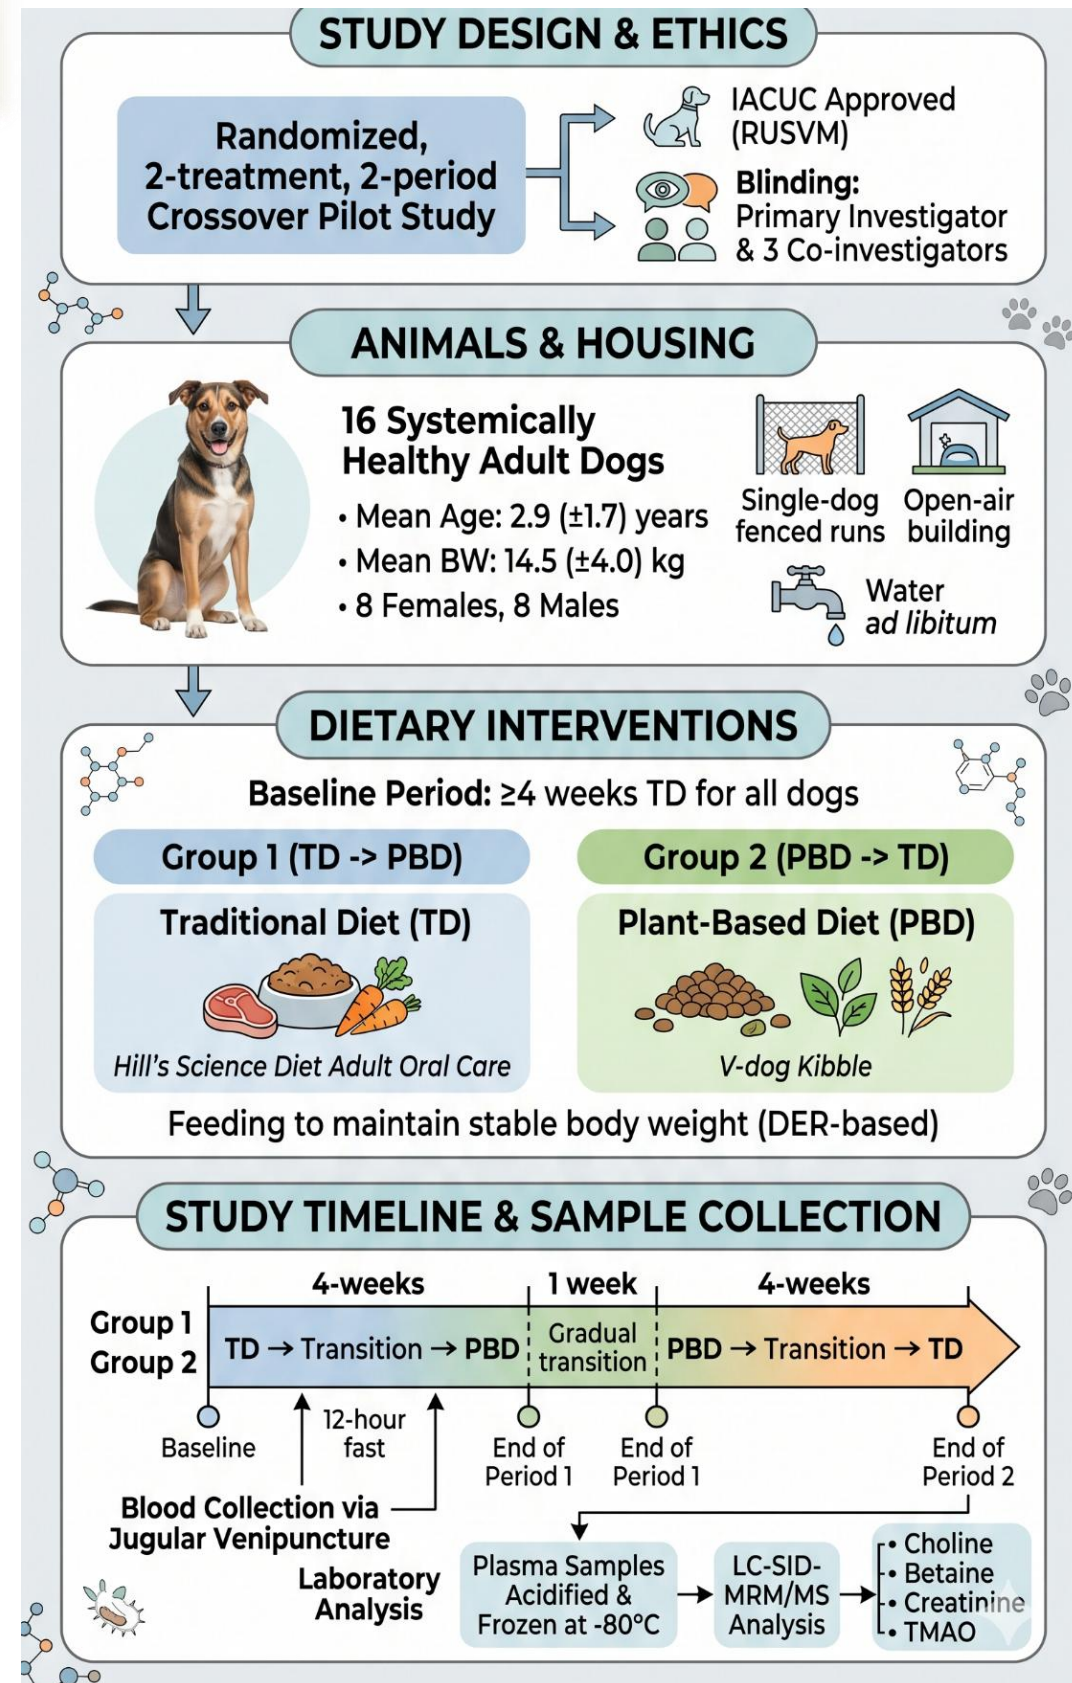 STUDY DESIGN & ETHICS
Randomized,
2-treatment, 2-period
Crossover Pilot Study
IACUC Approved
(RUSVM)
Blinding:
Primary Investigator
& 3 Co-investigators
ANIMALS & HOUSING
16 Systemically
Healthy Adult Dogs
• Mean Age: 2.9 (±1.7) years
• Mean BW: 14.5 (±4.0) kg
• 8 Females, 8 Males
Single-dog
fenced runs
Open-air
building
Water
ad libitum
DIETARY INTERVENTIONS
Baseline Period: ≥4 weeks TD for all dogs
Group 1 (TD -> PBD)
Traditional Diet (TD)
Hill's Science Diet Adult Oral Care
Group 2 (PBD -> TD)
Plant-Based Diet (PBD)
V-dog Kibble
Feeding to maintain stable body weight (DER-based)
STUDY TIMELINE & SAMPLE COLLECTION
4-weeks
1 week
4-weeks
Group 1
Group 2
TD → Transition → PBD
Gradual
transition
PBD → Transition → TD
Baseline
12-hour
fast
End of
Period 1
End of
Period 1
End of
Period 2
Blood Collection via
Jugular Venipuncture
Laboratory
Analysis
Plasma Samples
Acidified &
Frozen at -80°C
LC-SID-
MRM/MS
Analysis
• Choline
• Betaine
• Creatinine
• TMAO